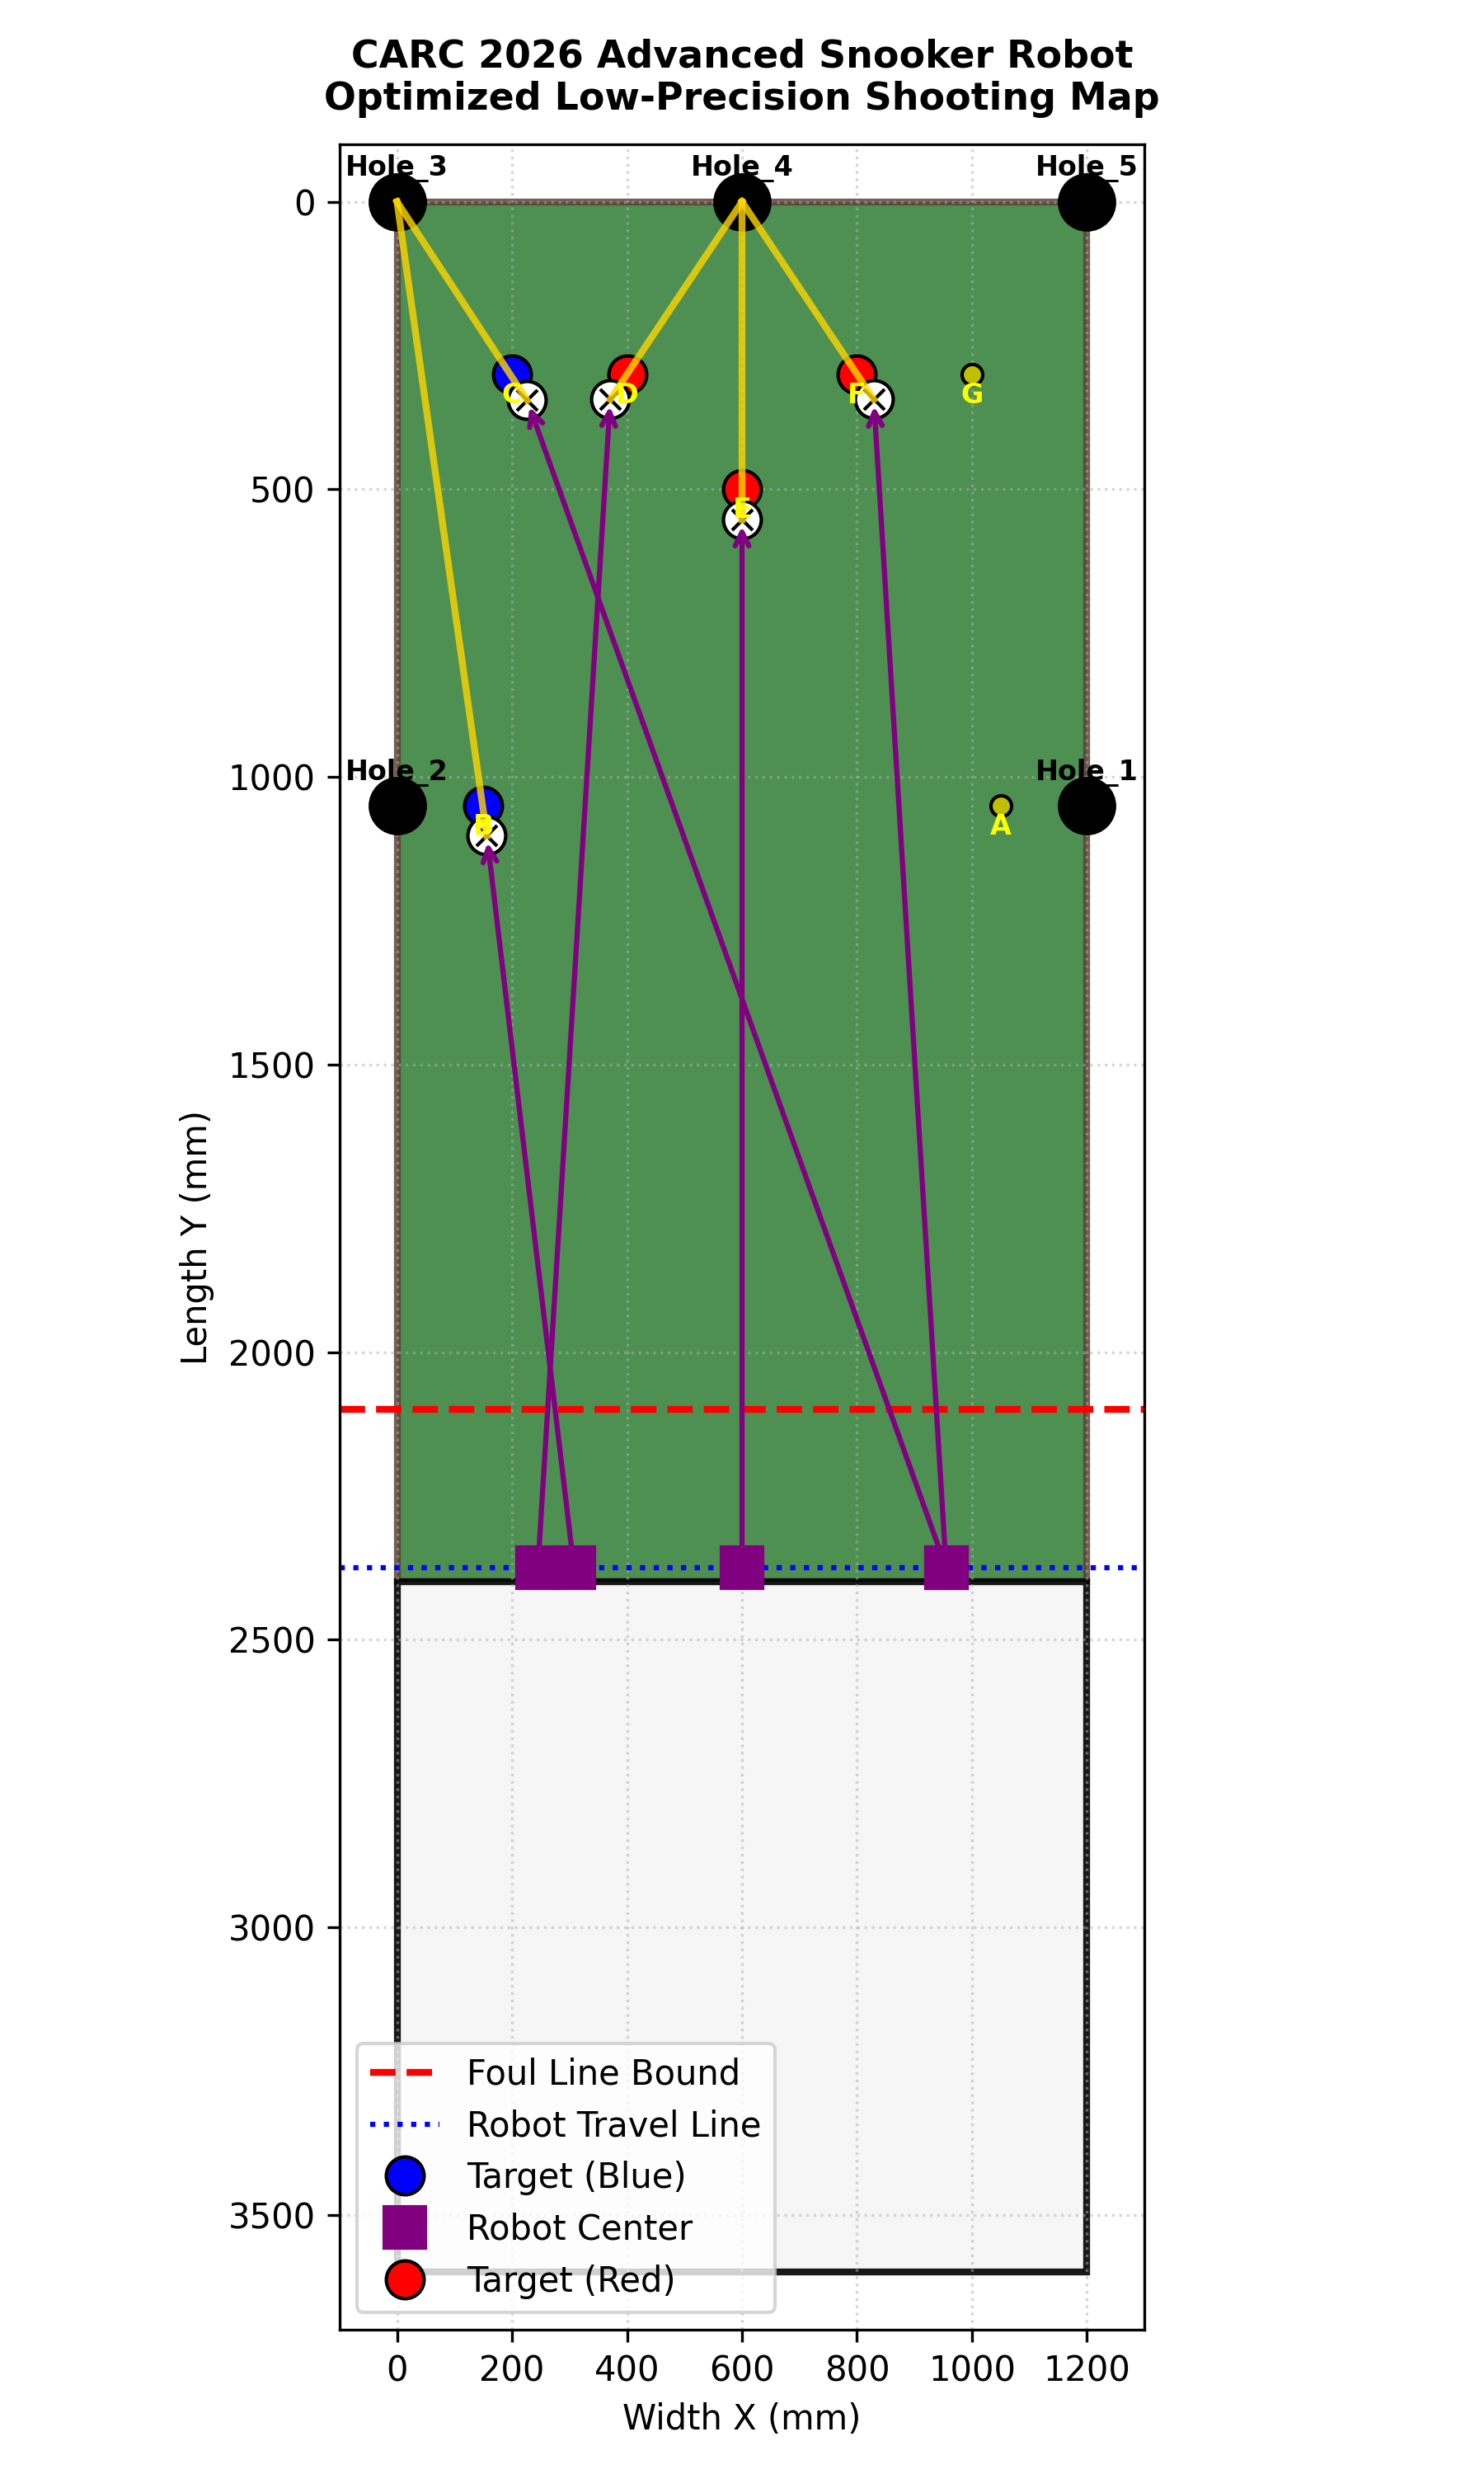 CARC 2026 Advanced Snooker Robot
Optimized Low-Precision Shooting Map
Hole_3
Hole_4
Hole_5
0
C
D
F
G
500
E
1000
Hole_2
Hole_1
B
A
1500
Length Y (mm)
2000
2500
3000
3500
Foul Line Bound
Robot Travel Line
Target (Blue)
Robot Center
Target (Red)
0 200 400 600 800 1000 1200
Width X (mm)